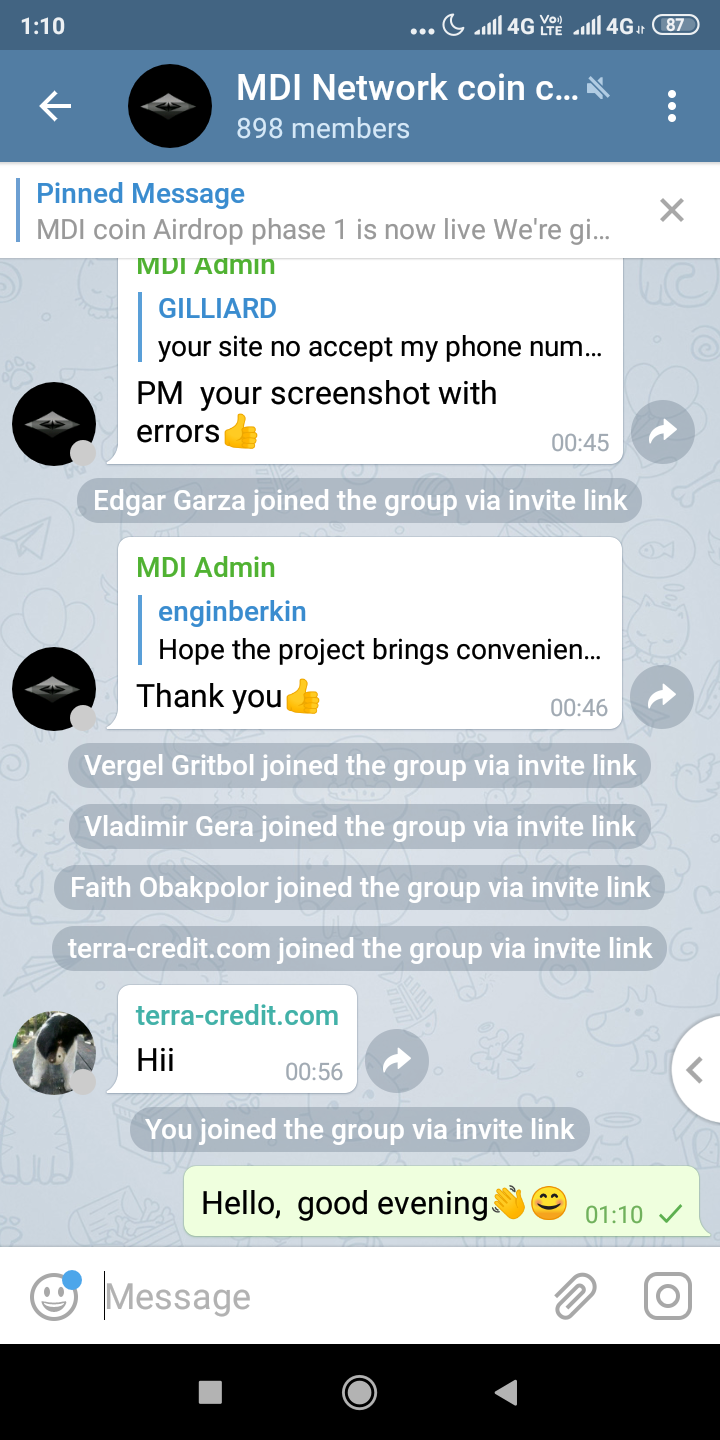 1:10
4G VoI) LTE 4G 87
MDI Network coin c...
898 members
Pinned Message
MDI coin Airdrop phase 1 is now live We're gi...
MDI Admin
GILLIARD
your site no accept my phone num...
PM  your screenshot with
errors👍
00:45
Edgar Garza joined the group via invite link
MDI Admin
enginberkin
Hope the project brings convenien...
Thank you👍
00:46
Vergel Gritbol joined the group via invite link
Vladimir Gera joined the group via invite link
Faith Obakpolor joined the group via invite link
terra-credit.com joined the group via invite link
terra-credit.com
Hii
00:56
You joined the group via invite link
Hello,  good evening👋😊
01:10
Message